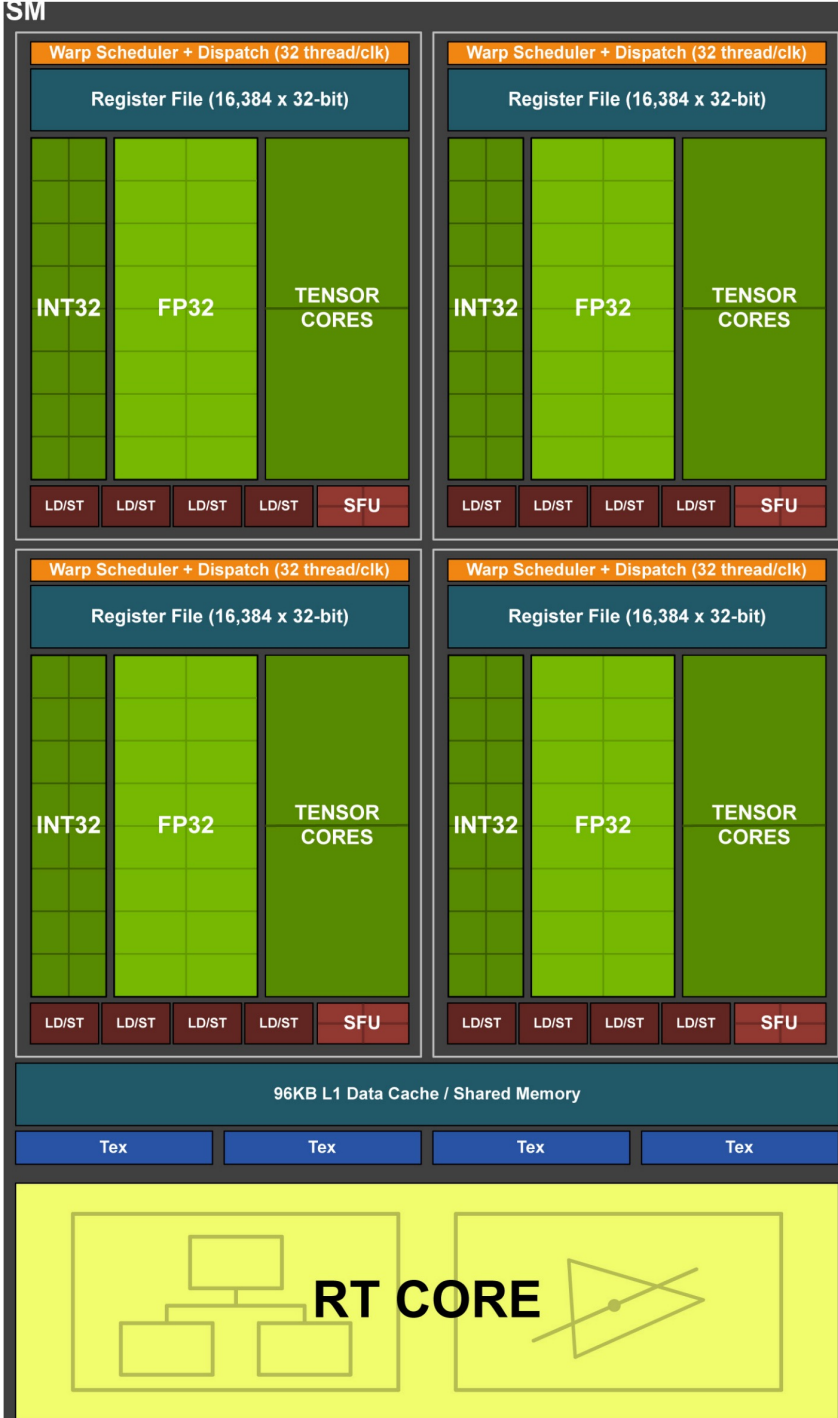 SM
Warp Scheduler + Dispatch (32 thread/clk)
Register File (16,384 x 32-bit)
INT32
FP32
TENSOR
CORES
LD/ST
LD/ST
LD/ST
LD/ST
SFU
Warp Scheduler + Dispatch (32 thread/clk)
Register File (16,384 x 32-bit)
INT32
FP32
TENSOR
CORES
LD/ST
LD/ST
LD/ST
LD/ST
SFU
Warp Scheduler + Dispatch (32 thread/clk)
Register File (16,384 x 32-bit)
INT32
FP32
TENSOR
CORES
LD/ST
LD/ST
LD/ST
LD/ST
SFU
Warp Scheduler + Dispatch (32 thread/clk)
Register File (16,384 x 32-bit)
INT32
FP32
TENSOR
CORES
LD/ST
LD/ST
LD/ST
LD/ST
SFU
96KB L1 Data Cache / Shared Memory
Tex
Tex
Tex
Tex
RT CORE